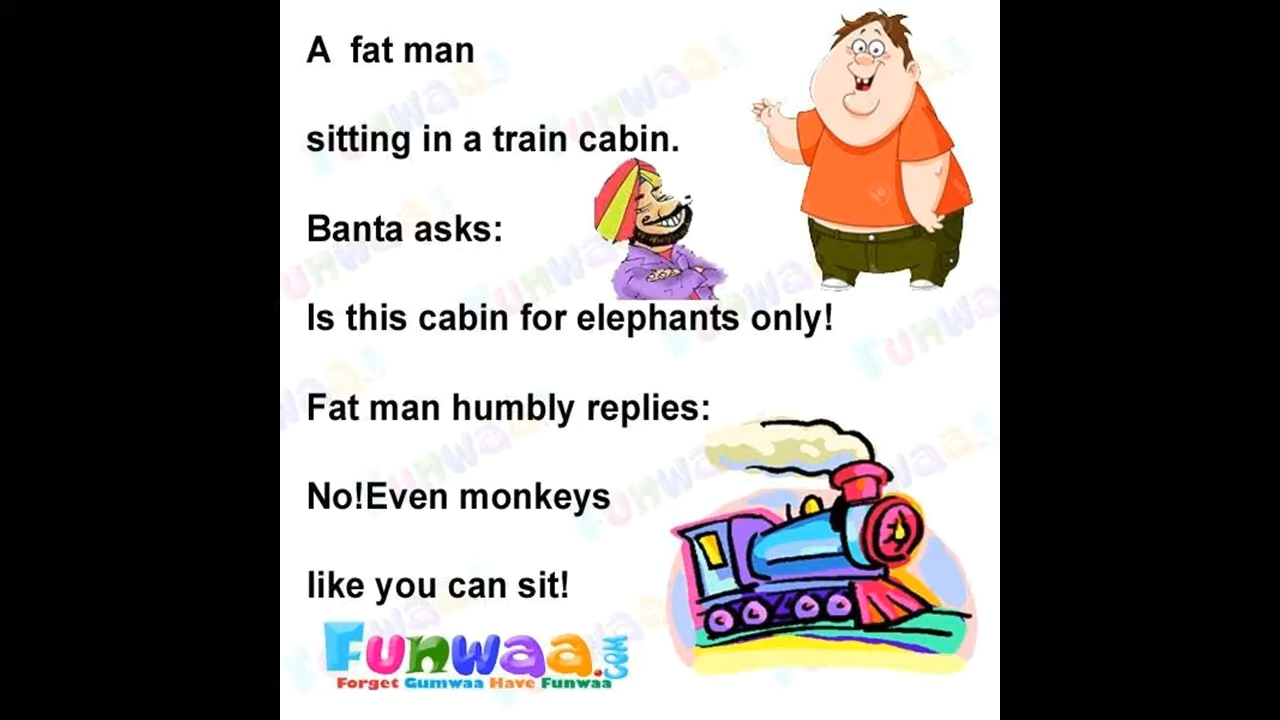 A  fat man
sitting in a train cabin.
Banta asks:
Is this cabin for elephants only!
Fat man humbly replies:
No!Even monkeys
like you can sit!
Funwaa.com
Forget Gumwaa Have Funwaa